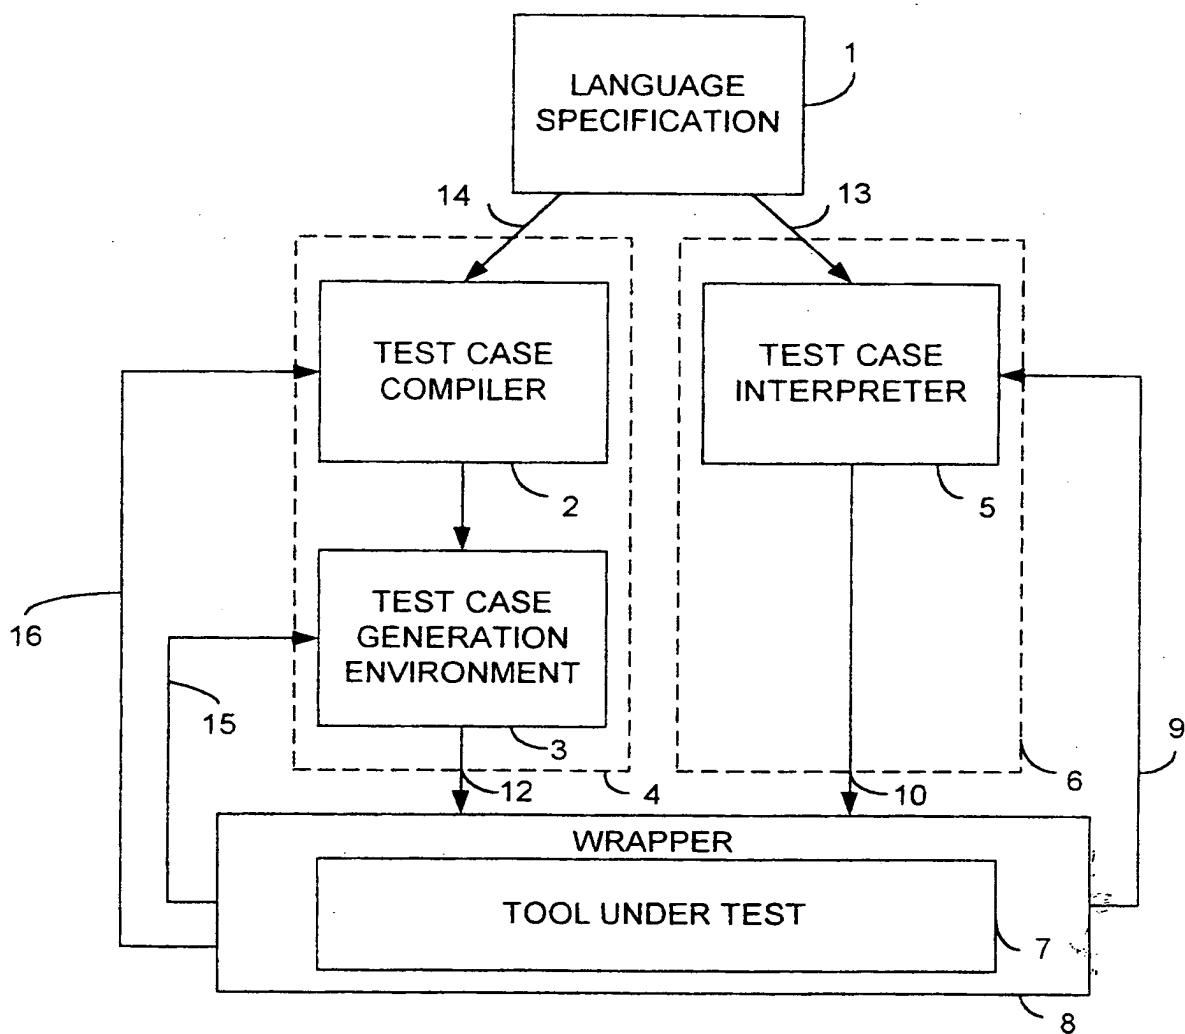 LANGUAGE
SPECIFICATION
1
14
13
TEST CASE
COMPILER
TEST CASE
INTERPRETER
2
5
TEST CASE
GENERATION
ENVIRONMENT
16
15
3
9
12
4
10
6
WRAPPER
TOOL UNDER TEST
7
8